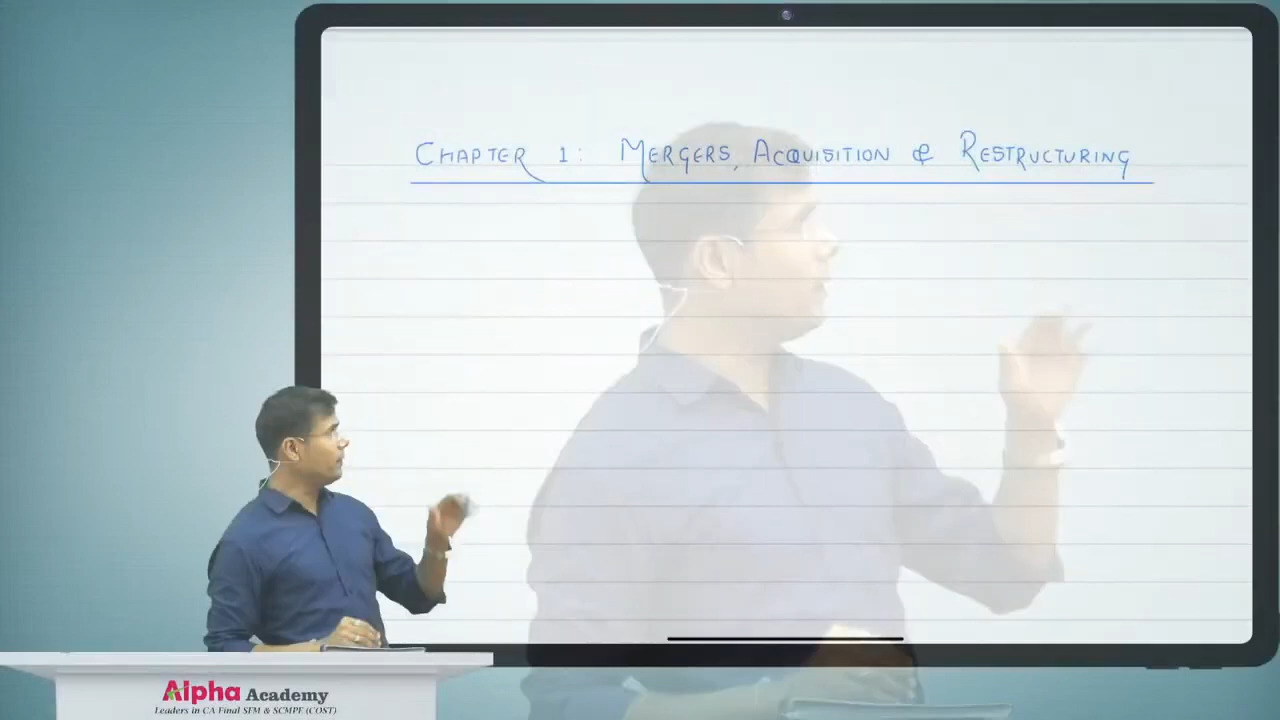 CHAPTER 1: MERGERS, ACQUISITION & RESTRUCTURING
Alpha Academy
Leaders in CA Final SFM & SCMPE (COST)